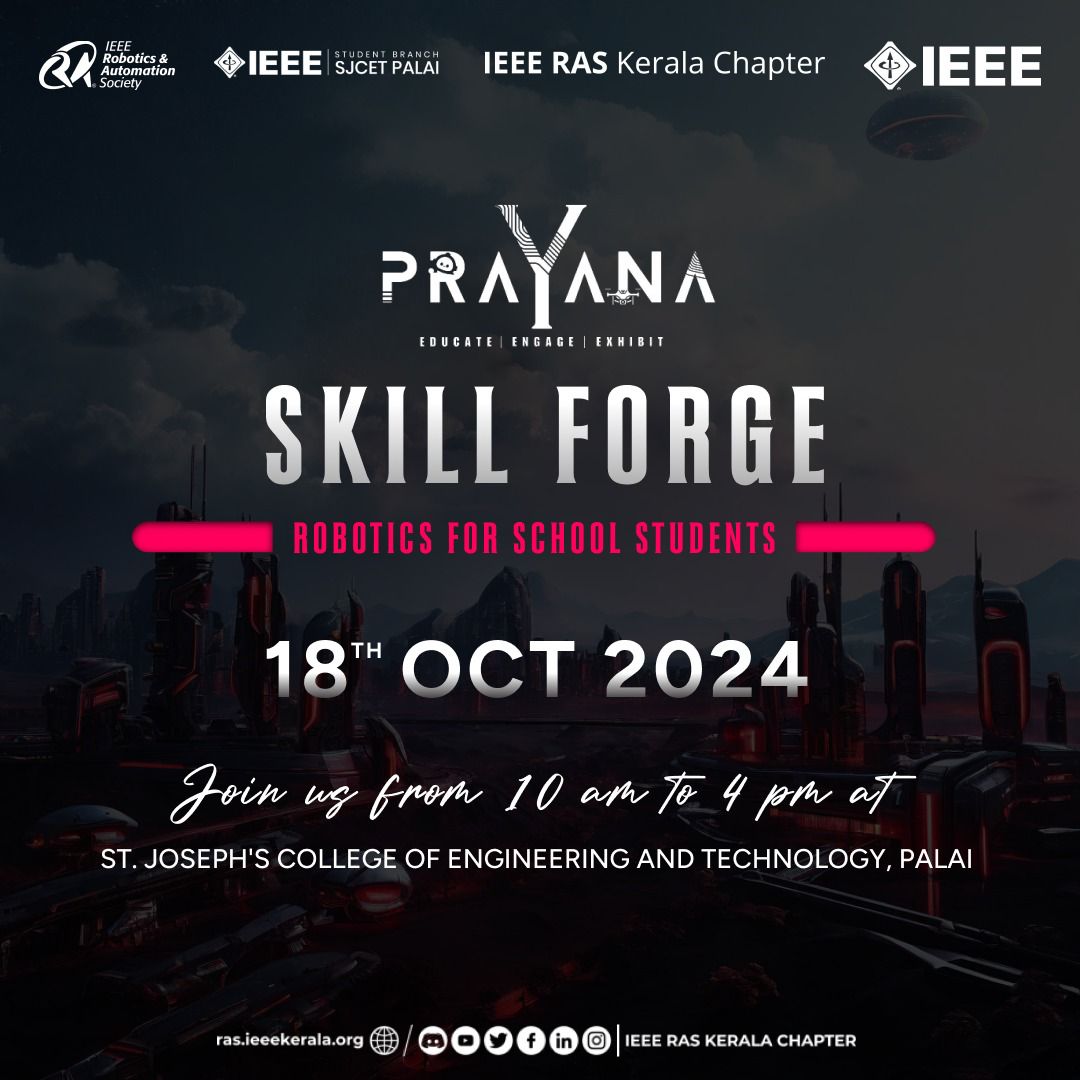 IEEE
Robotics &
Automation
Society
IEEE
STUDENT BRANCH
SJCET PALAI
IEEE RAS Kerala Chapter
IEEE
PRAYANA
EDUCATE | ENGAGE | EXHIBIT
SKILL FORGE
ROBOTICS FOR SCHOOL STUDENTS
18TH OCT 2024
Join us from 10 am to 4 pm at
ST. JOSEPH'S COLLEGE OF ENGINEERING AND TECHNOLOGY, PALAI
ras.ieeekerala.org / | IEEE RAS KERALA CHAPTER